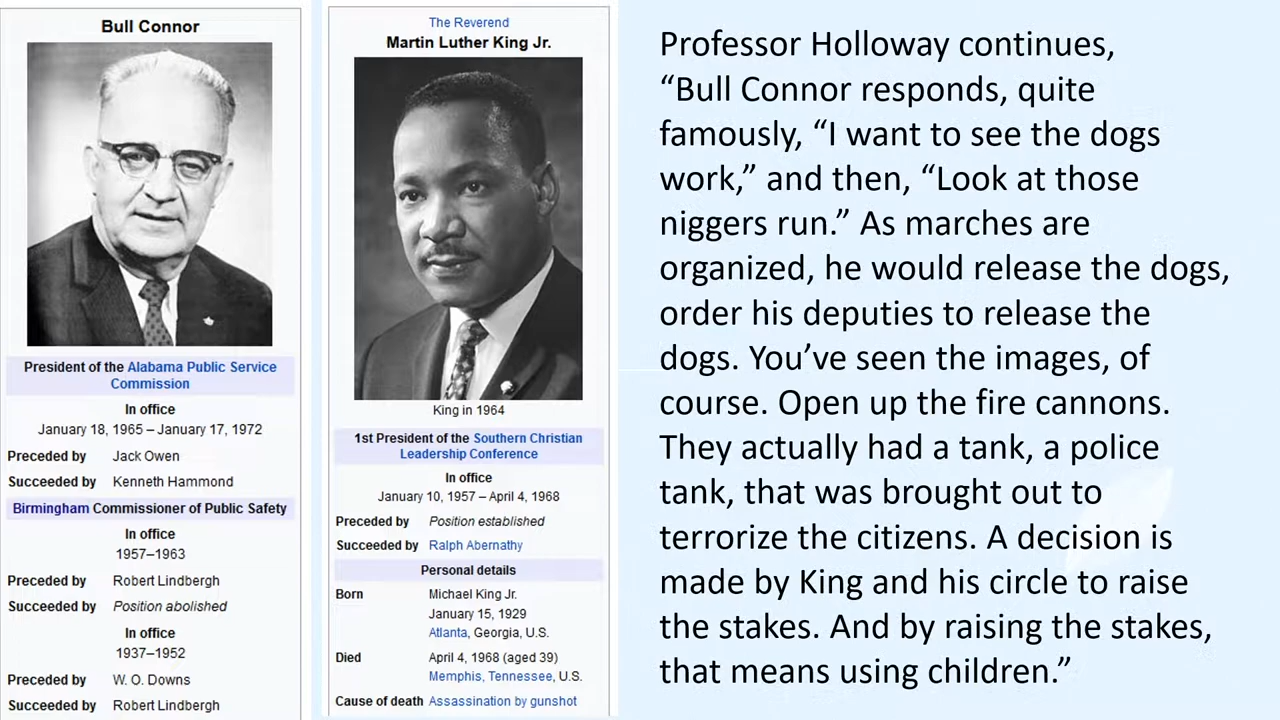 Bull Connor
President of the Alabama Public Service
Commission
In office
January 18, 1965 – January 17, 1972
Preceded by Jack Owen
Succeeded by Kenneth Hammond
Birmingham Commissioner of Public Safety
In office
1957–1963
Preceded by Robert Lindbergh
Succeeded by Position abolished
In office
1937–1952
Preceded by W. O. Downs
Succeeded by Robert Lindbergh
The Reverend
Martin Luther King Jr.
King in 1964
1st President of the Southern Christian
Leadership Conference
In office
January 10, 1957 – April 4, 1968
Preceded by Position established
Succeeded by Ralph Abernathy
Personal details
Born Michael King Jr.
January 15, 1929
Atlanta, Georgia, U.S.
Died April 4, 1968 (aged 39)
Memphis, Tennessee, U.S.
Cause of death Assassination by gunshot
Professor Holloway continues,
“Bull Connor responds, quite
famously, “I want to see the dogs
work,” and then, “Look at those
niggers run.” As marches are
organized, he would release the dogs,
order his deputies to release the
dogs. You’ve seen the images, of
course. Open up the fire cannons.
They actually had a tank, a police
tank, that was brought out to
terrorize the citizens. A decision is
made by King and his circle to raise
the stakes. And by raising the stakes,
that means using children.”